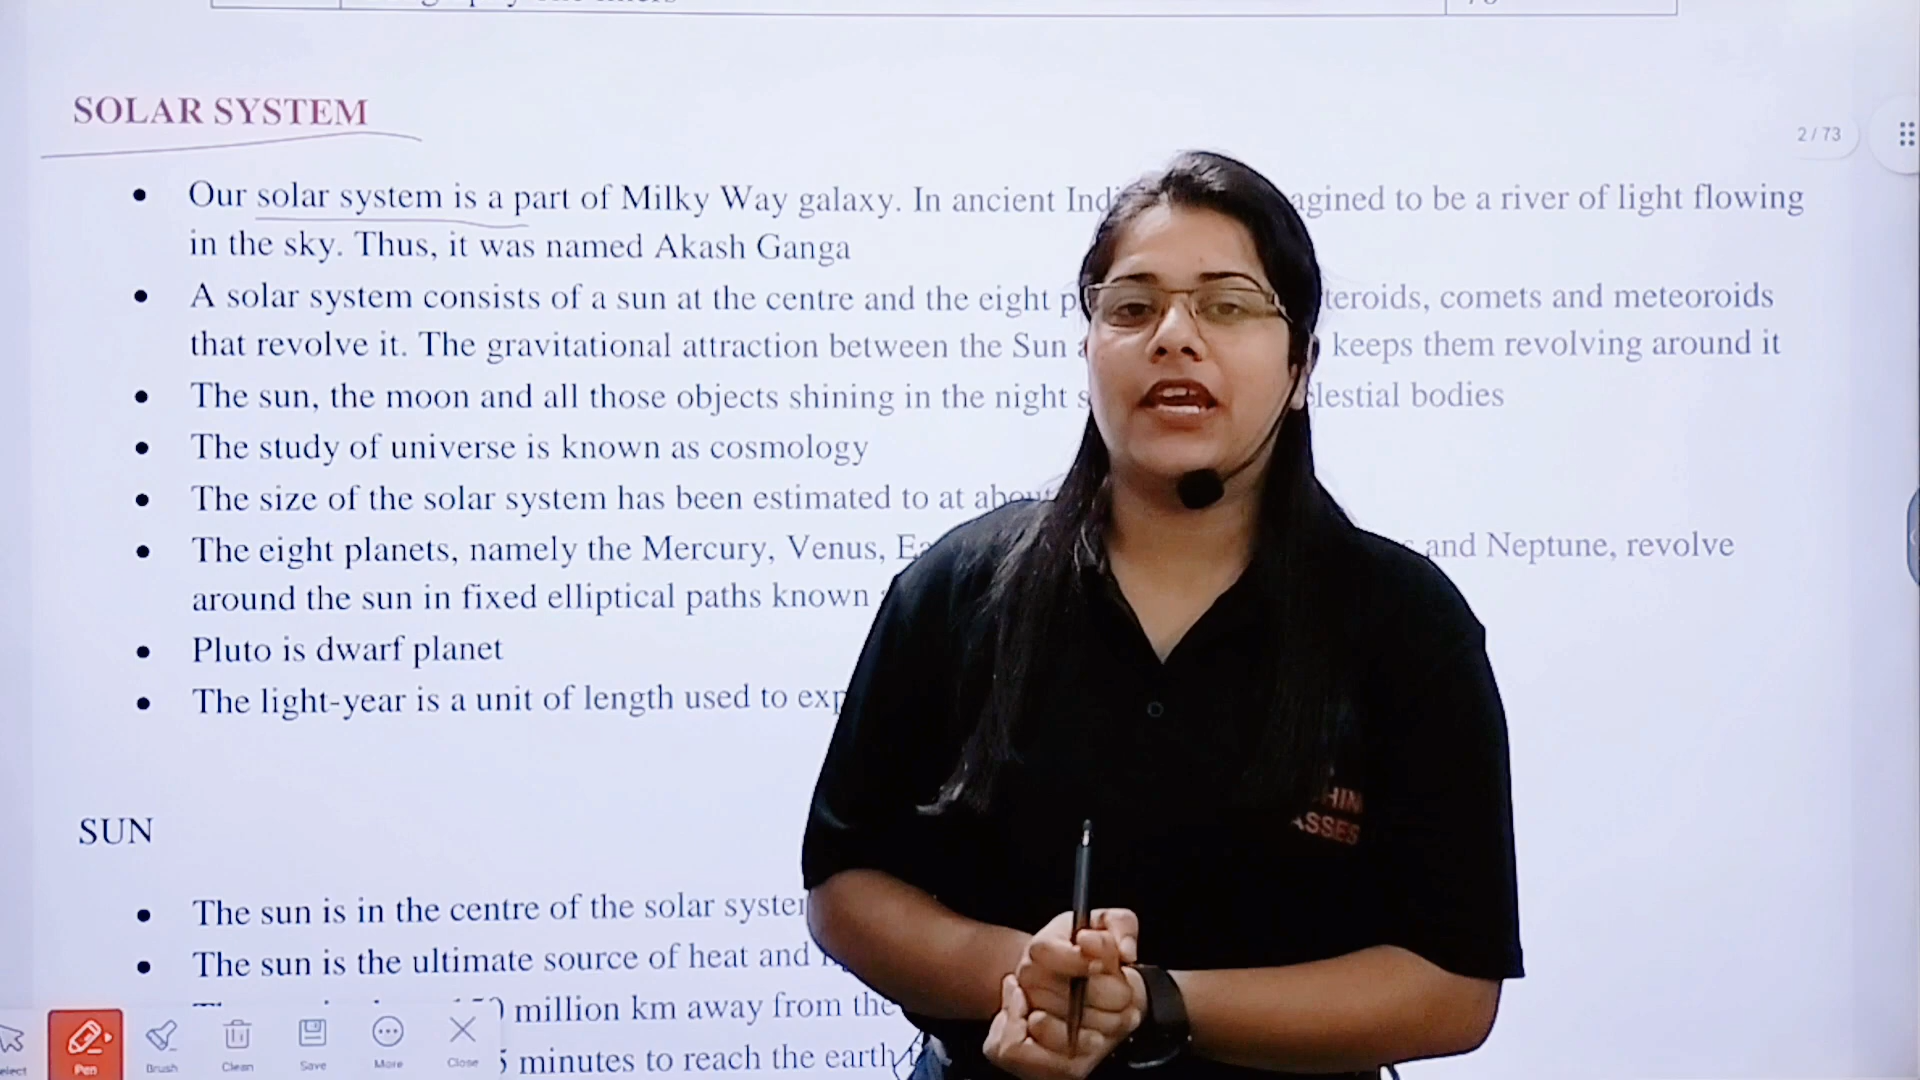 SOLAR SYSTEM
2 / 73
• Our solar system is a part of Milky Way galaxy. In ancient to be a river of light flowing
in the sky. Thus, it was named Akash Ganga
• A solar system consists of a sun at the centre and the eight comets and meteoroids
that revolve it. The gravitational attraction between the Sun keeps them revolving around it
• The sun, the moon and all those objects shining in the night bodies
• The study of universe is known as cosmology
• The size of the solar system has been estimated to at about
• The eight planets, namely the Mercury, Venus, and Neptune, revolve
around the sun in fixed elliptical paths known
• Pluto is dwarf planet
• The light-year is a unit of length used to
SUN
• The sun is in the centre of the solar
• The sun is the ultimate source of heat and
million km away from the
minutes to reach the earth
Pen Brush Clean Save More Close